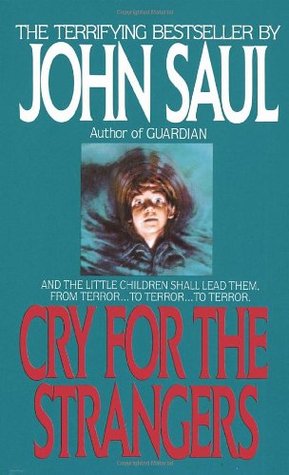 THE TERRIFYING BESTSELLER BY
JOHN SAUL
Author of GUARDIAN
AND THE LITTLE CHILDREN SHALL LEAD THEM,
FROM TERROR...TO TERROR...TO TERROR.
CRY FOR THE
STRANGERS